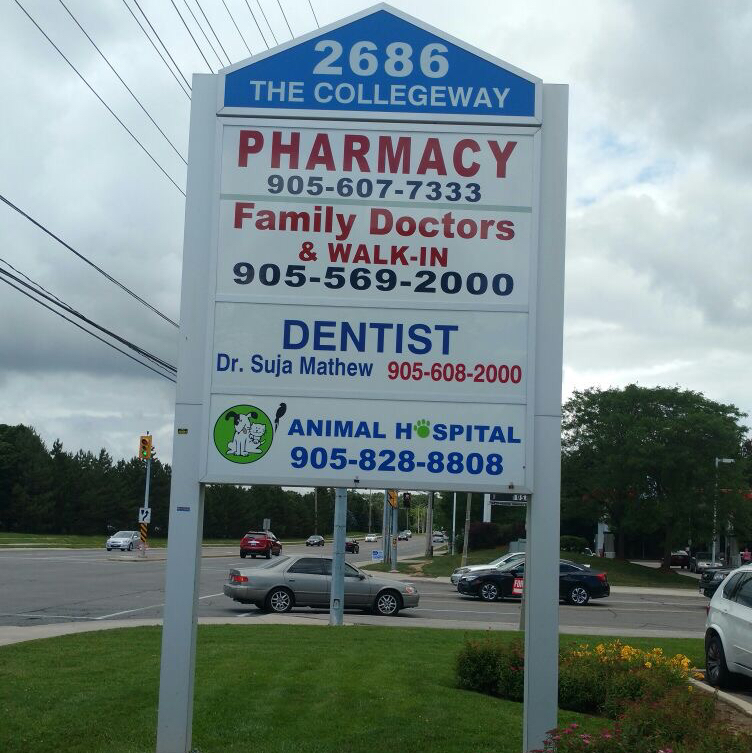 2686
THE COLLEGEWAY
PHARMACY
905-607-7333
Family Doctors
& WALK-IN
905-569-2000
DENTIST
Dr. Suja Mathew 905-608-2000
ANIMAL HOSPITAL
905-828-8808
FOR